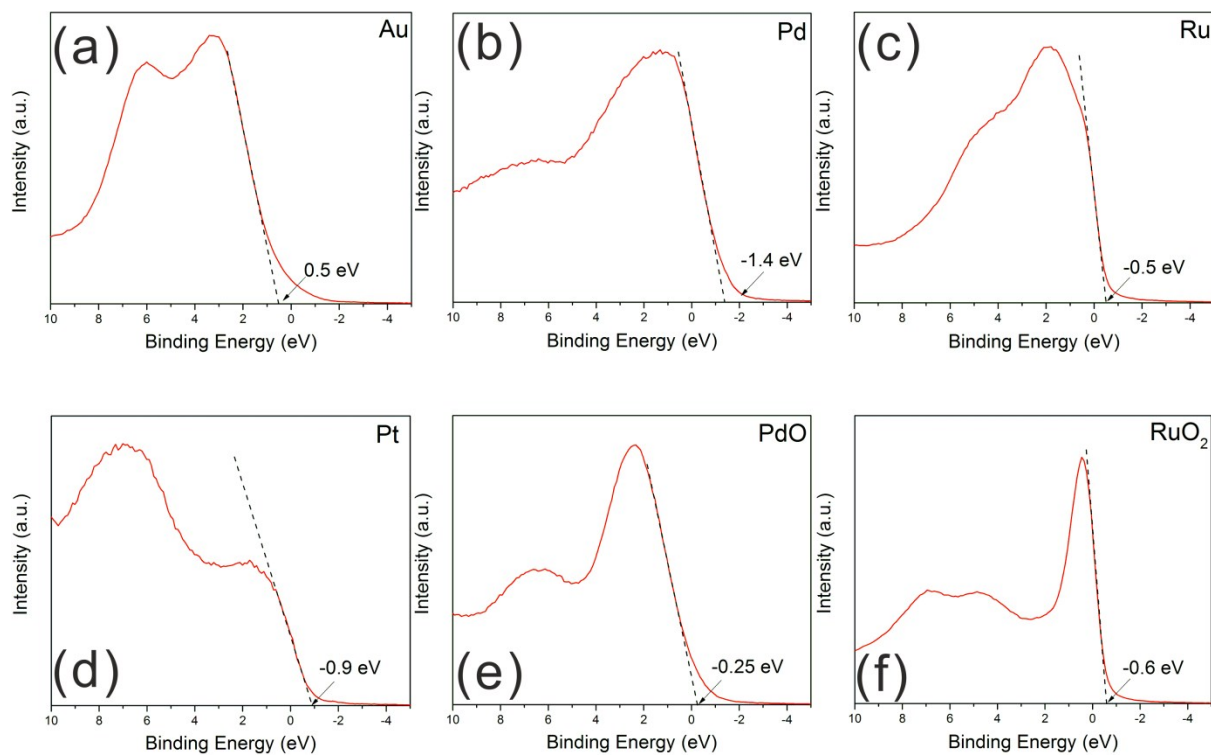 (a)
Au
Intensity (a.u.)
0.5 eV
10 8 6 4 2 0 -2 -4
Binding Energy (eV)
(b)
Pd
Intensity (a.u.)
-1.4 eV
10 8 6 4 2 0 -2 -4
Binding Energy (eV)
(c)
Ru
Intensity (a.u.)
-0.5 eV
10 8 6 4 2 0 -2 -4
Binding Energy (eV)
(d)
Pt
Intensity (a.u.)
-0.9 eV
10 8 6 4 2 0 -2 -4
Binding Energy (eV)
(e)
PdO
Intensity (a.u.)
-0.25 eV
10 8 6 4 2 0 -2 -4
Binding Energy (eV)
(f)
RuO₂
Intensity (a.u.)
-0.6 eV
10 8 6 4 2 0 -2 -4
Binding Energy (eV)